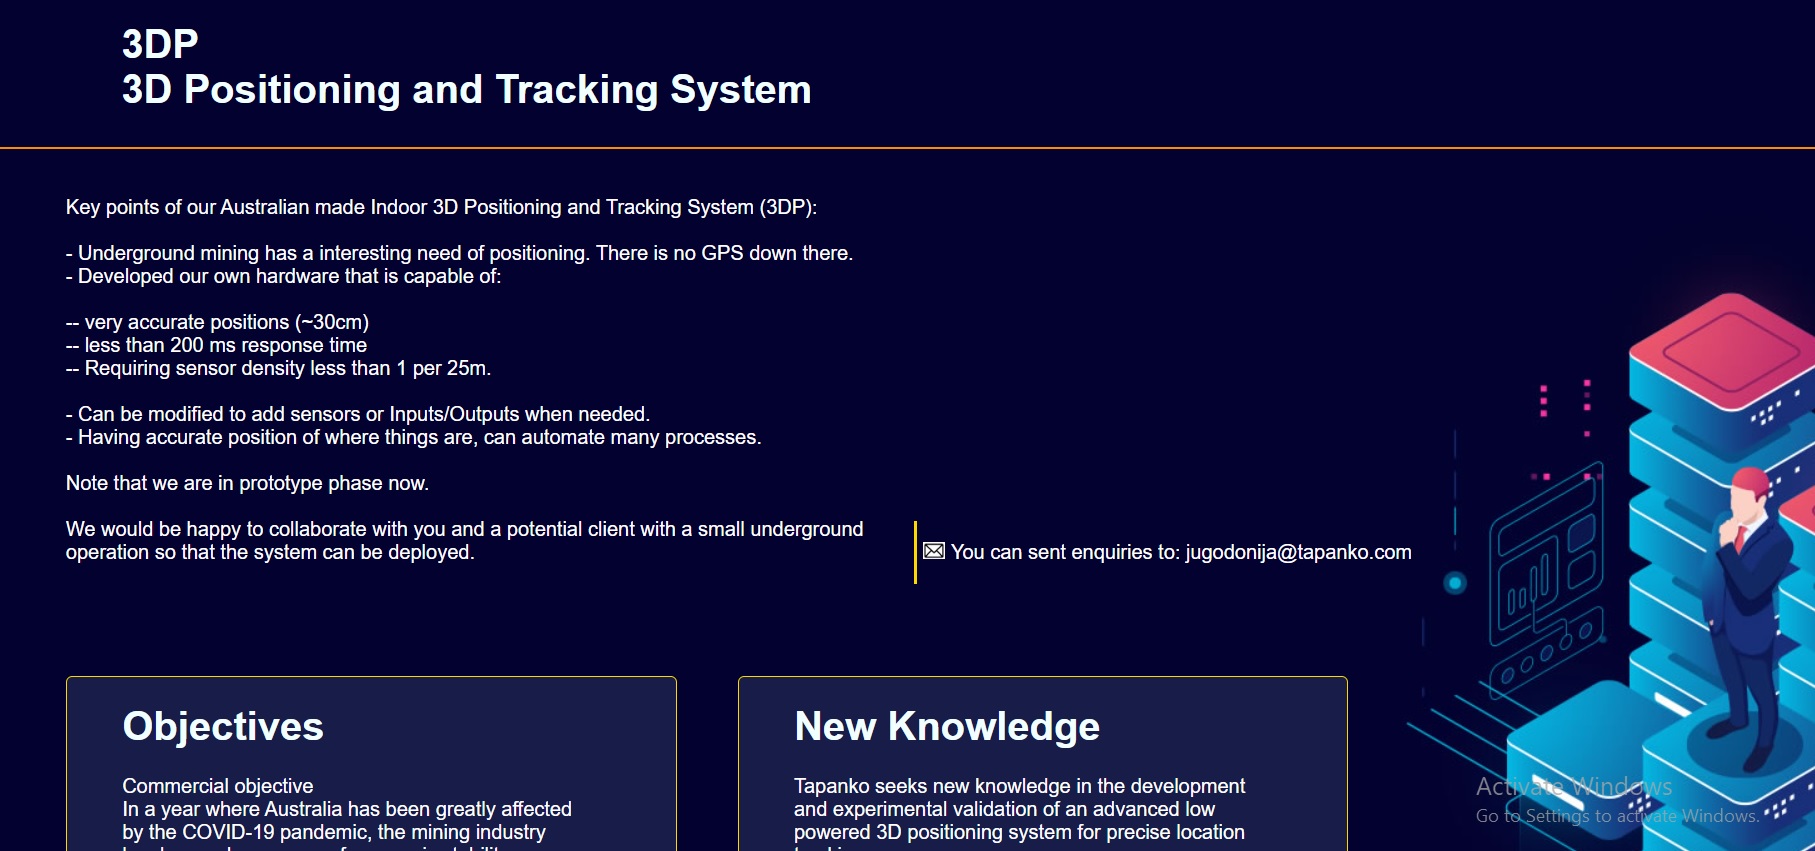 3DP
3D Positioning and Tracking System
Key points of our Australian made Indoor 3D Positioning and Tracking System (3DP):
- Underground mining has a interesting need of positioning. There is no GPS down there.
- Developed our own hardware that is capable of:
-- very accurate positions (~30cm)
-- less than 200 ms response time
-- Requiring sensor density less than 1 per 25m.
- Can be modified to add sensors or Inputs/Outputs when needed.
- Having accurate position of where things are, can automate many processes.
Note that we are in prototype phase now.
We would be happy to collaborate with you and a potential client with a small underground
operation so that the system can be deployed.
You can sent enquiries to: jugodonija@tapanko.com
Objectives
Commercial objective
In a year where Australia has been greatly affected
by the COVID-19 pandemic, the mining industry
New Knowledge
Tapanko seeks new knowledge in the development
and experimental validation of an advanced low
powered 3D positioning system for precise location
Activate Windows
Go to Settings to activate Windows.